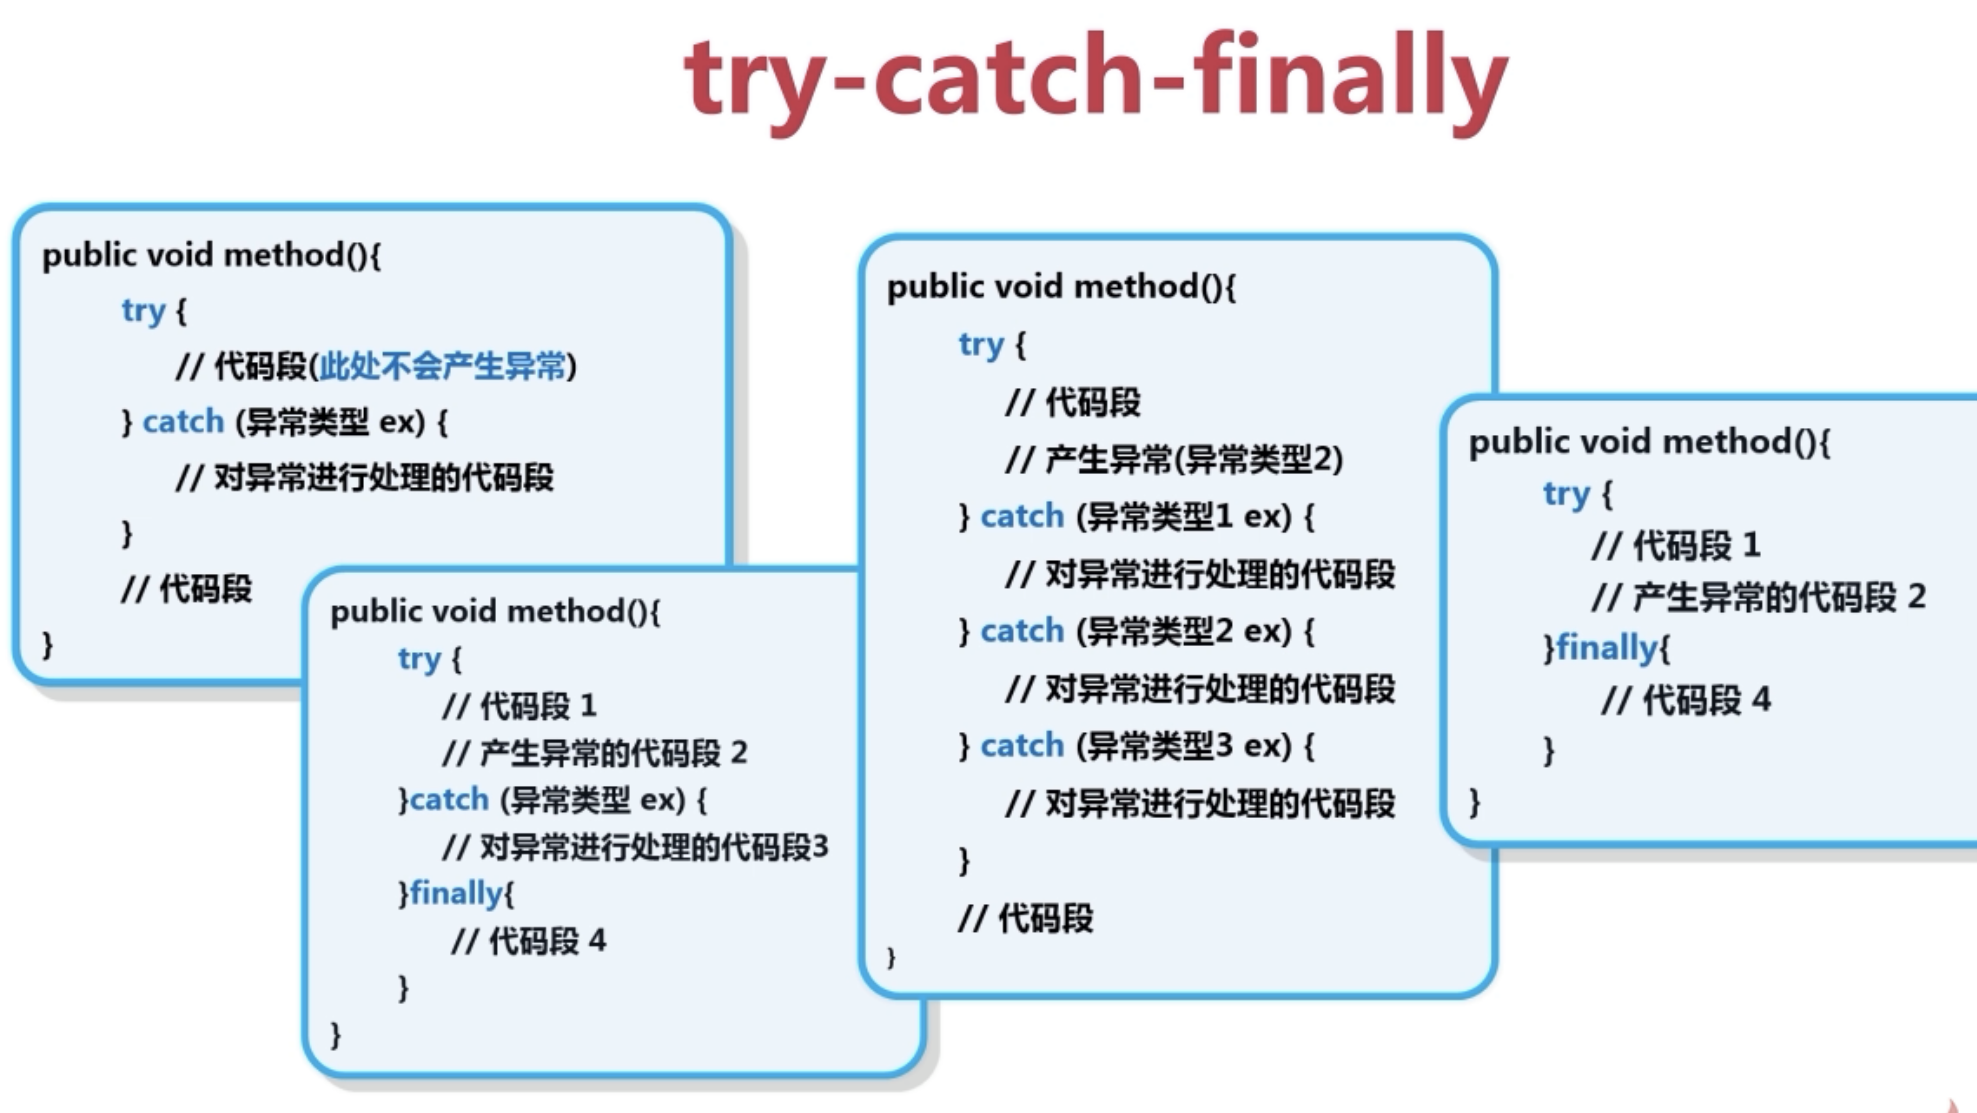 try-catch-finally
public void method(){
try {
// 代码段(此处不会产生异常)
} catch (异常类型 ex) {
// 对异常进行处理的代码段
}
// 代码段
}
public void method(){
try {
// 代码段 1
// 产生异常的代码段 2
}catch (异常类型 ex) {
// 对异常进行处理的代码段3
}finally{
// 代码段 4
}
}
public void method(){
try {
// 代码段
// 产生异常(异常类型2)
} catch (异常类型1 ex) {
// 对异常进行处理的代码段
} catch (异常类型2 ex) {
// 对异常进行处理的代码段
} catch (异常类型3 ex) {
// 对异常进行处理的代码段
}
// 代码段
}
public void method(){
try {
// 代码段 1
// 产生异常的代码段 2
}finally{
// 代码段 4
}
}